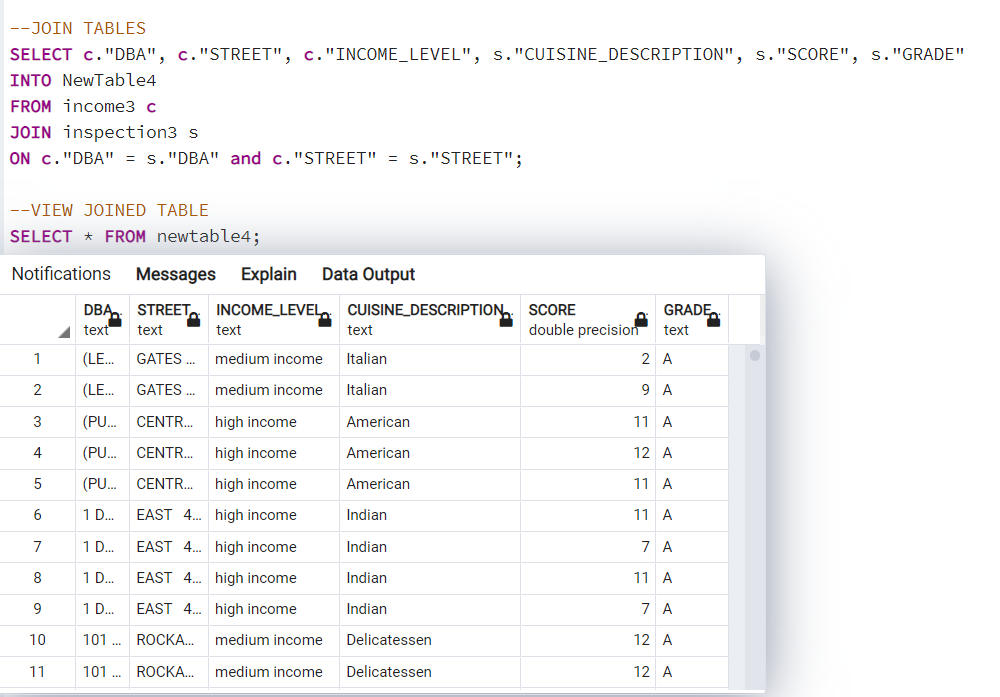 --JOIN TABLES
SELECT c."DBA", c."STREET", c."INCOME_LEVEL", s."CUISINE_DESCRIPTION", s."SCORE", s."GRADE"
INTO NewTable4
FROM income3 c
JOIN inspection3 s
ON c."DBA" = s."DBA" and c."STREET" = s."STREET";
--VIEW JOINED TABLE
SELECT * FROM newtable4;
Notifications Messages Explain Data Output
DBA STREET INCOME_LEVEL CUISINE_DESCRIPTION SCORE GRADE
text text text text double precision text
1 (LE... GATES ... medium income Italian 2 A
2 (LE... GATES ... medium income Italian 9 A
3 (PU... CENTR... high income American 11 A
4 (PU... CENTR... high income American 12 A
5 (PU... CENTR... high income American 11 A
6 1 D... EAST 4... high income Indian 11 A
7 1 D... EAST 4... high income Indian 7 A
8 1 D... EAST 4... high income Indian 11 A
9 1 D... EAST 4... high income Indian 7 A
10 101 ... ROCKA... medium income Delicatessen 12 A
11 101 ... ROCKA... medium income Delicatessen 12 A